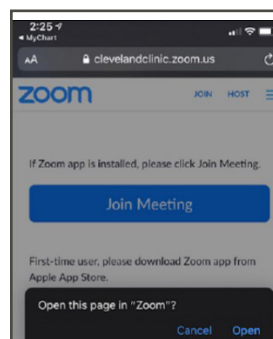 2:25
◀ MyChart
AA clevelandclinic.zoom.us
zoom JOIN HOST
If Zoom app is installed, please click Join Meeting.
Join Meeting
First-time user, please download Zoom app from
Apple App Store.
Open this page in "Zoom"?
Cancel Open